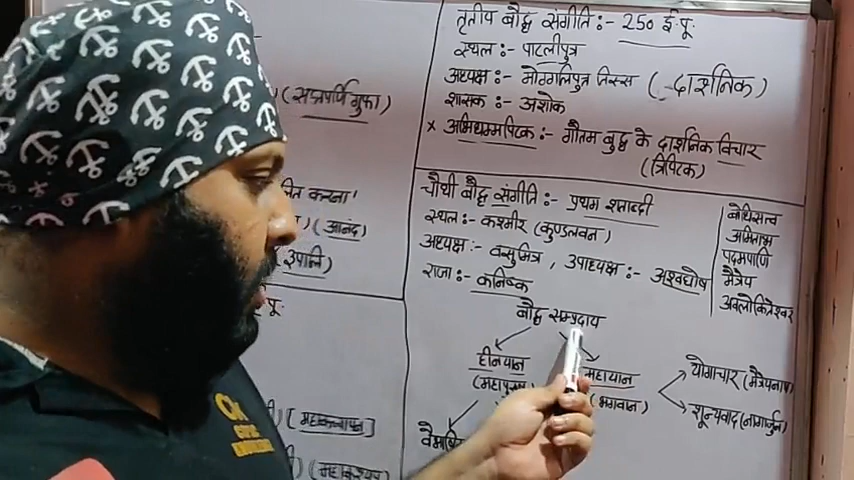 तृतीय बौद्ध संगीति :- 250 ई.पू.
स्थल :- पाटलीपुत्र
अध्यक्ष :- मोग्गलिपुत्र तिस्स ( दार्शनिक )
शासक :- अशोक
x अभिधम्मपिटक :- गौतम बुद्ध के दार्शनिक विचार
(त्रिपिटक)
चौथी बौद्ध संगीति :- प्रथम शताब्दी
स्थल :- कश्मीर (कुण्डलवन)
अध्यक्ष :- वसुमित्र , उपाध्यक्ष :- अश्वघोष
राजा :- कनिष्क
बोधिसत्व
अमिताभ
पद्मपाणि
मैत्रेय
अवलोकितेश्वर
बौद्ध सम्प्रदाय
हीनयान
महायान
(भगवान)
योगाचार (मैत्रेयनाथ)
शून्यवाद (नागार्जुन)
(सप्तपर्णि गुफा)
करना'
(आनंद)
(उपालि)